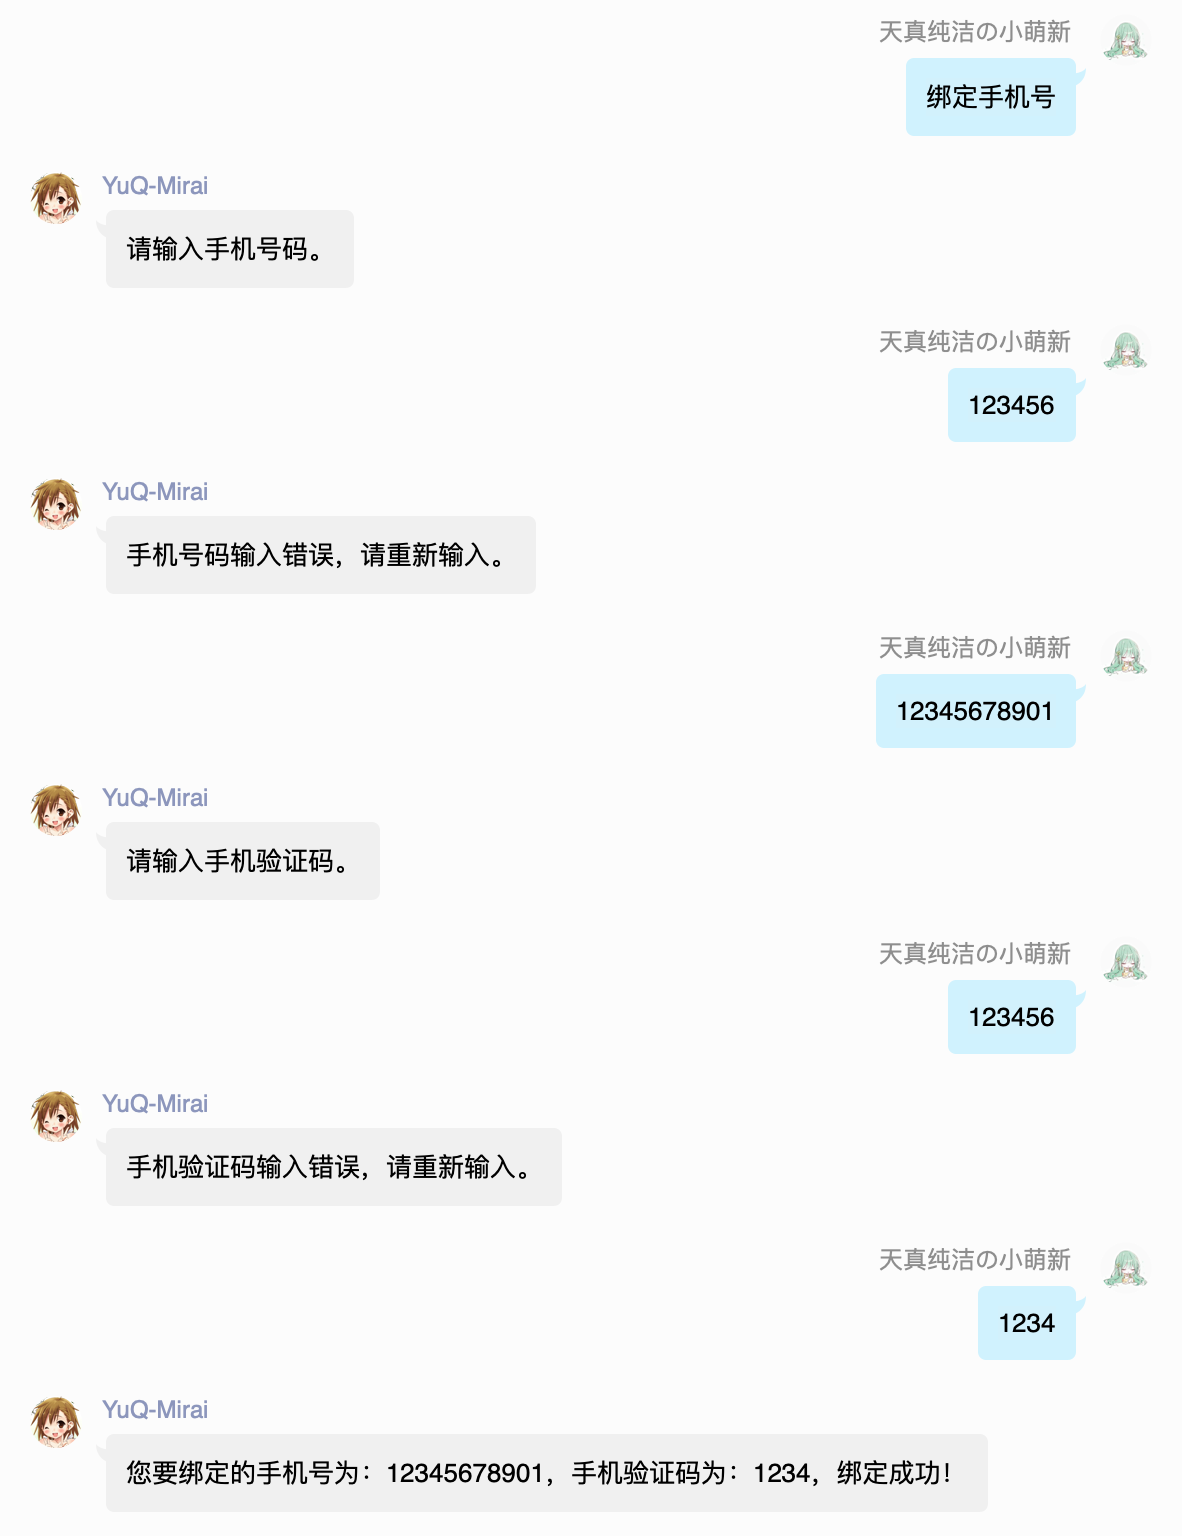 天真纯洁の小萌新
绑定手机号
YuQ-Mirai
请输入手机号码。
天真纯洁の小萌新
123456
YuQ-Mirai
手机号码输入错误，请重新输入。
天真纯洁の小萌新
12345678901
YuQ-Mirai
请输入手机验证码。
天真纯洁の小萌新
123456
YuQ-Mirai
手机验证码输入错误，请重新输入。
天真纯洁の小萌新
1234
YuQ-Mirai
您要绑定的手机号为：12345678901，手机验证码为：1234，绑定成功！